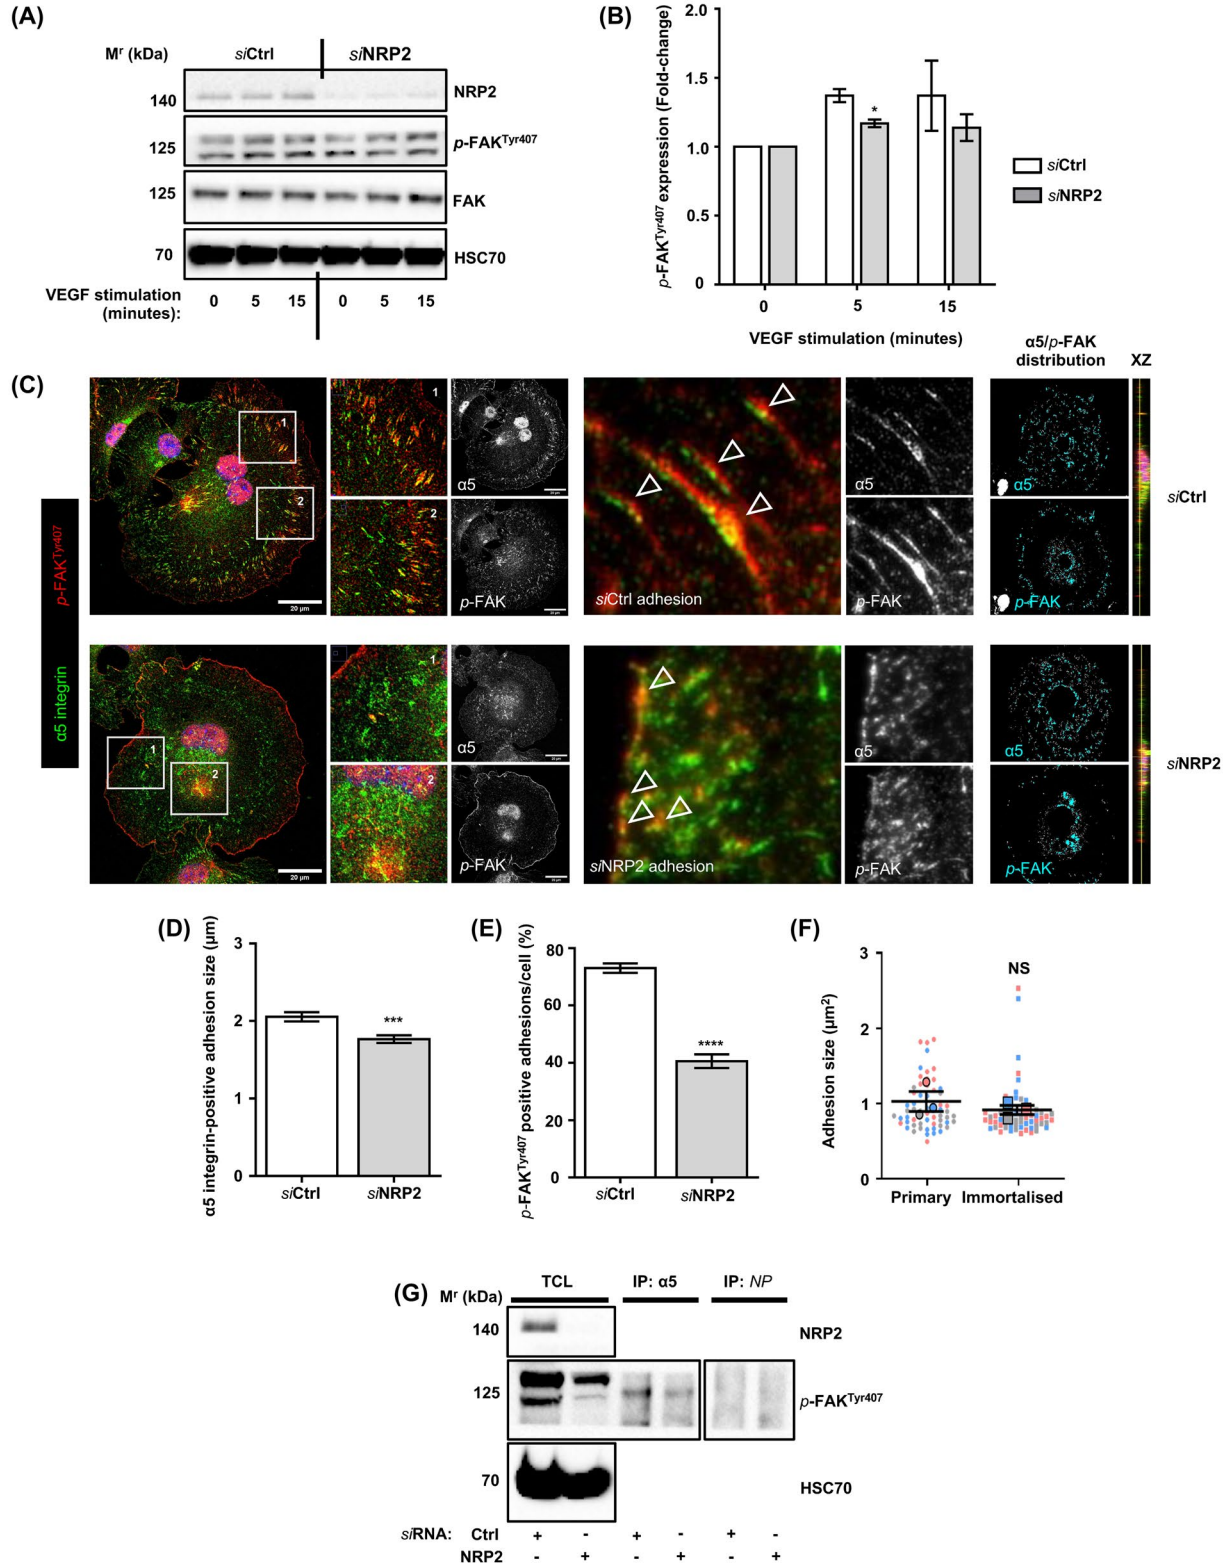 (A)
Mʳ (kDa)
siCtrl
siNRP2
140
NRP2
125
p-FAKᵀʸʳ⁴⁰⁷
125
FAK
70
HSC70
VEGF stimulation
(minutes):
0 5 15 0 5 15
(B)
p-FAKᵀʸʳ⁴⁰⁷ expression (Fold-change)
2.0
1.5
1.0
0.5
0
*
0 5 15
VEGF stimulation (minutes)
siCtrl
siNRP2
(C)
α5/p-FAK
distribution
XZ
α5 integrin p-FAKᵀʸʳ⁴⁰⁷
1
2
20 µm
1
2
α5
p-FAK
siCtrl adhesion
α5
p-FAK
α5
p-FAK
siCtrl
1
2
20 µm
1
2
α5
p-FAK
siNRP2 adhesion
α5
p-FAK
α5
p-FAK
siNRP2
(D)
α5 integrin-positive adhesion size (µm)
3
2
1
0
***
siCtrl siNRP2
(E)
p-FAKᵀʸʳ⁴⁰⁷ positive adhesions/cell (%)
80
60
40
20
0
****
siCtrl siNRP2
(F)
Adhesion size (µm²)
3
2
1
0
NS
Primary Immortalised
(G)
Mʳ (kDa)
TCL
IP: α5
IP: NP
140
NRP2
125
p-FAKᵀʸʳ⁴⁰⁷
70
HSC70
siRNA: Ctrl + - + - + -
NRP2 - + - + - +